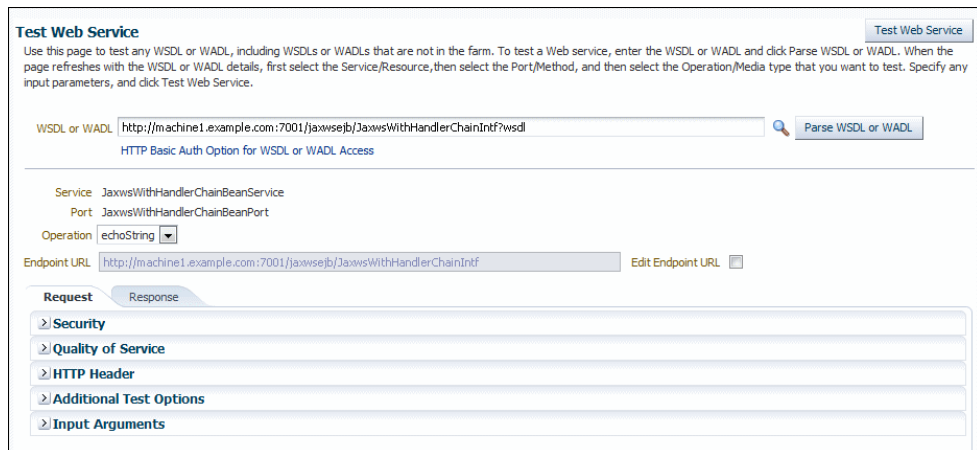 Test Web Service
Test Web Service
Use this page to test any WSDL or WADL, including WSDLs or WADLs that are not in the farm. To test a Web service, enter the WSDL or WADL and click Parse WSDL or WADL. When the
page refreshes with the WSDL or WADL details, first select the Service/Resource,then select the Port/Method, and then select the Operation/Media type that you want to test. Specify any
input parameters, and click Test Web Service.
WSDL or WADL http://machine1.example.com:7001/jaxwsejb/JaxwsWithHandlerChainIntf?wsdl Parse WSDL or WADL
HTTP Basic Auth Option for WSDL or WADL Access
Service JaxwsWithHandlerChainBeanService
Port JaxwsWithHandlerChainBeanPort
Operation echoString
Endpoint URL http://machine1.example.com:7001/jaxwsejb/JaxwsWithHandlerChainIntf Edit Endpoint URL
Request Response
Security
Quality of Service
HTTP Header
Additional Test Options
Input Arguments